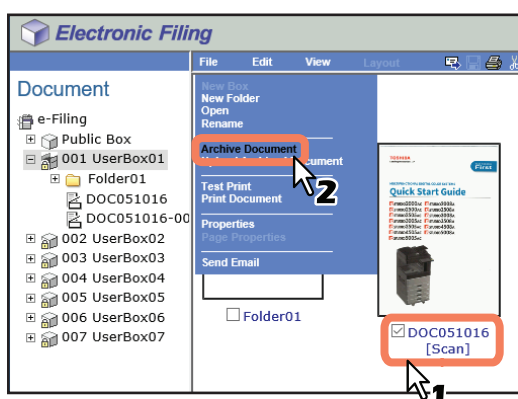 Electronic Filing
File Edit View Layout
Document
e-Filing
Public Box
001 UserBox01
Folder01
DOC051016
DOC051016-00
002 UserBox02
003 UserBox03
004 UserBox04
005 UserBox05
006 UserBox06
007 UserBox07
New Box
New Folder
Open
Rename
Archive Document
Test Print
Print Document
Properties
Page Properties
Send Email
2
Folder01
TOSHIBA
First
Quick Start Guide
DOC051016
[Scan]
1